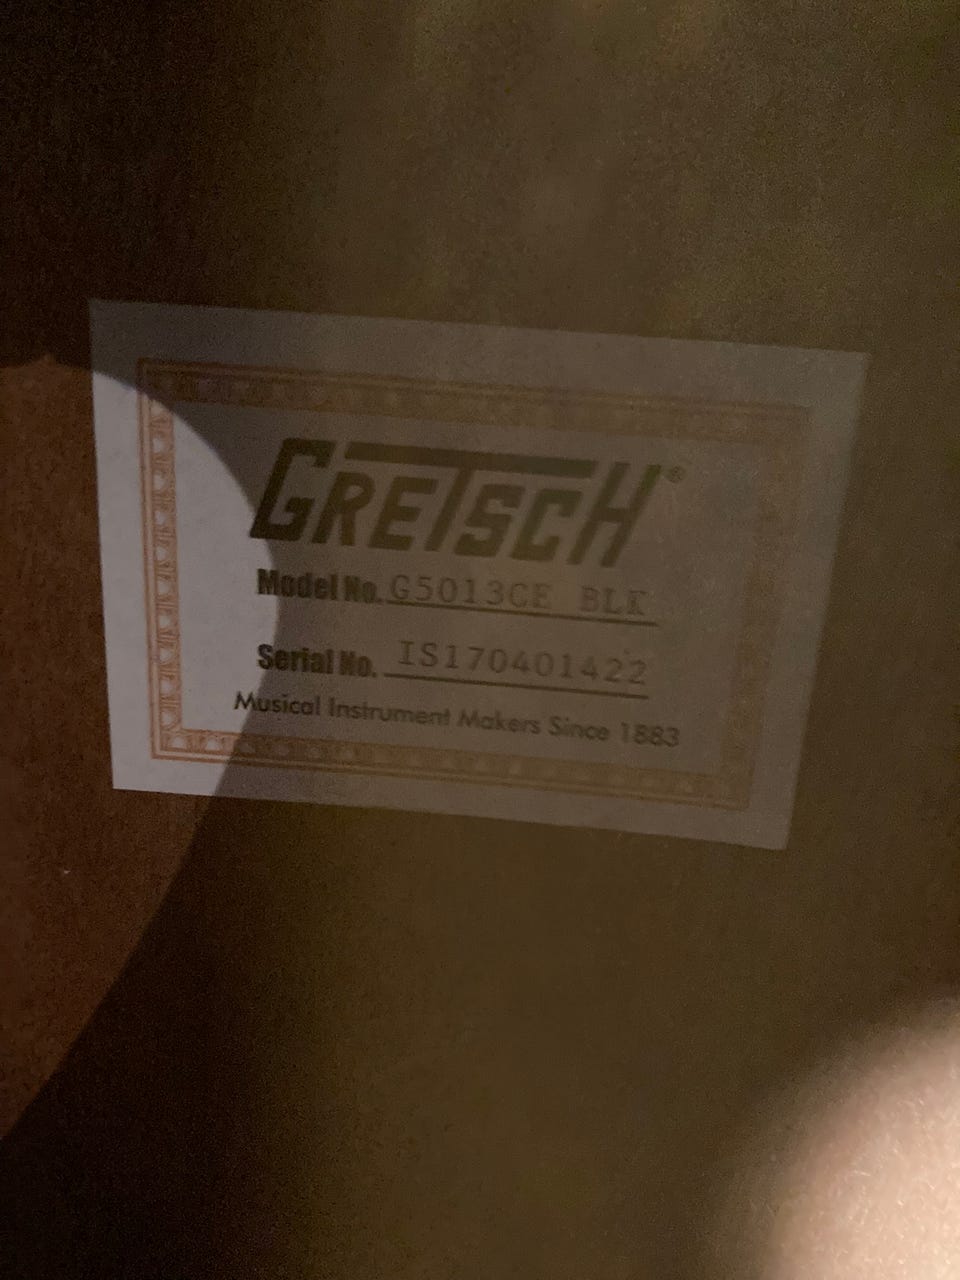 GRETSCH®
Model No. G5013CE BLK
Serial No. IS170401422
Musical Instrument Makers Since 1883